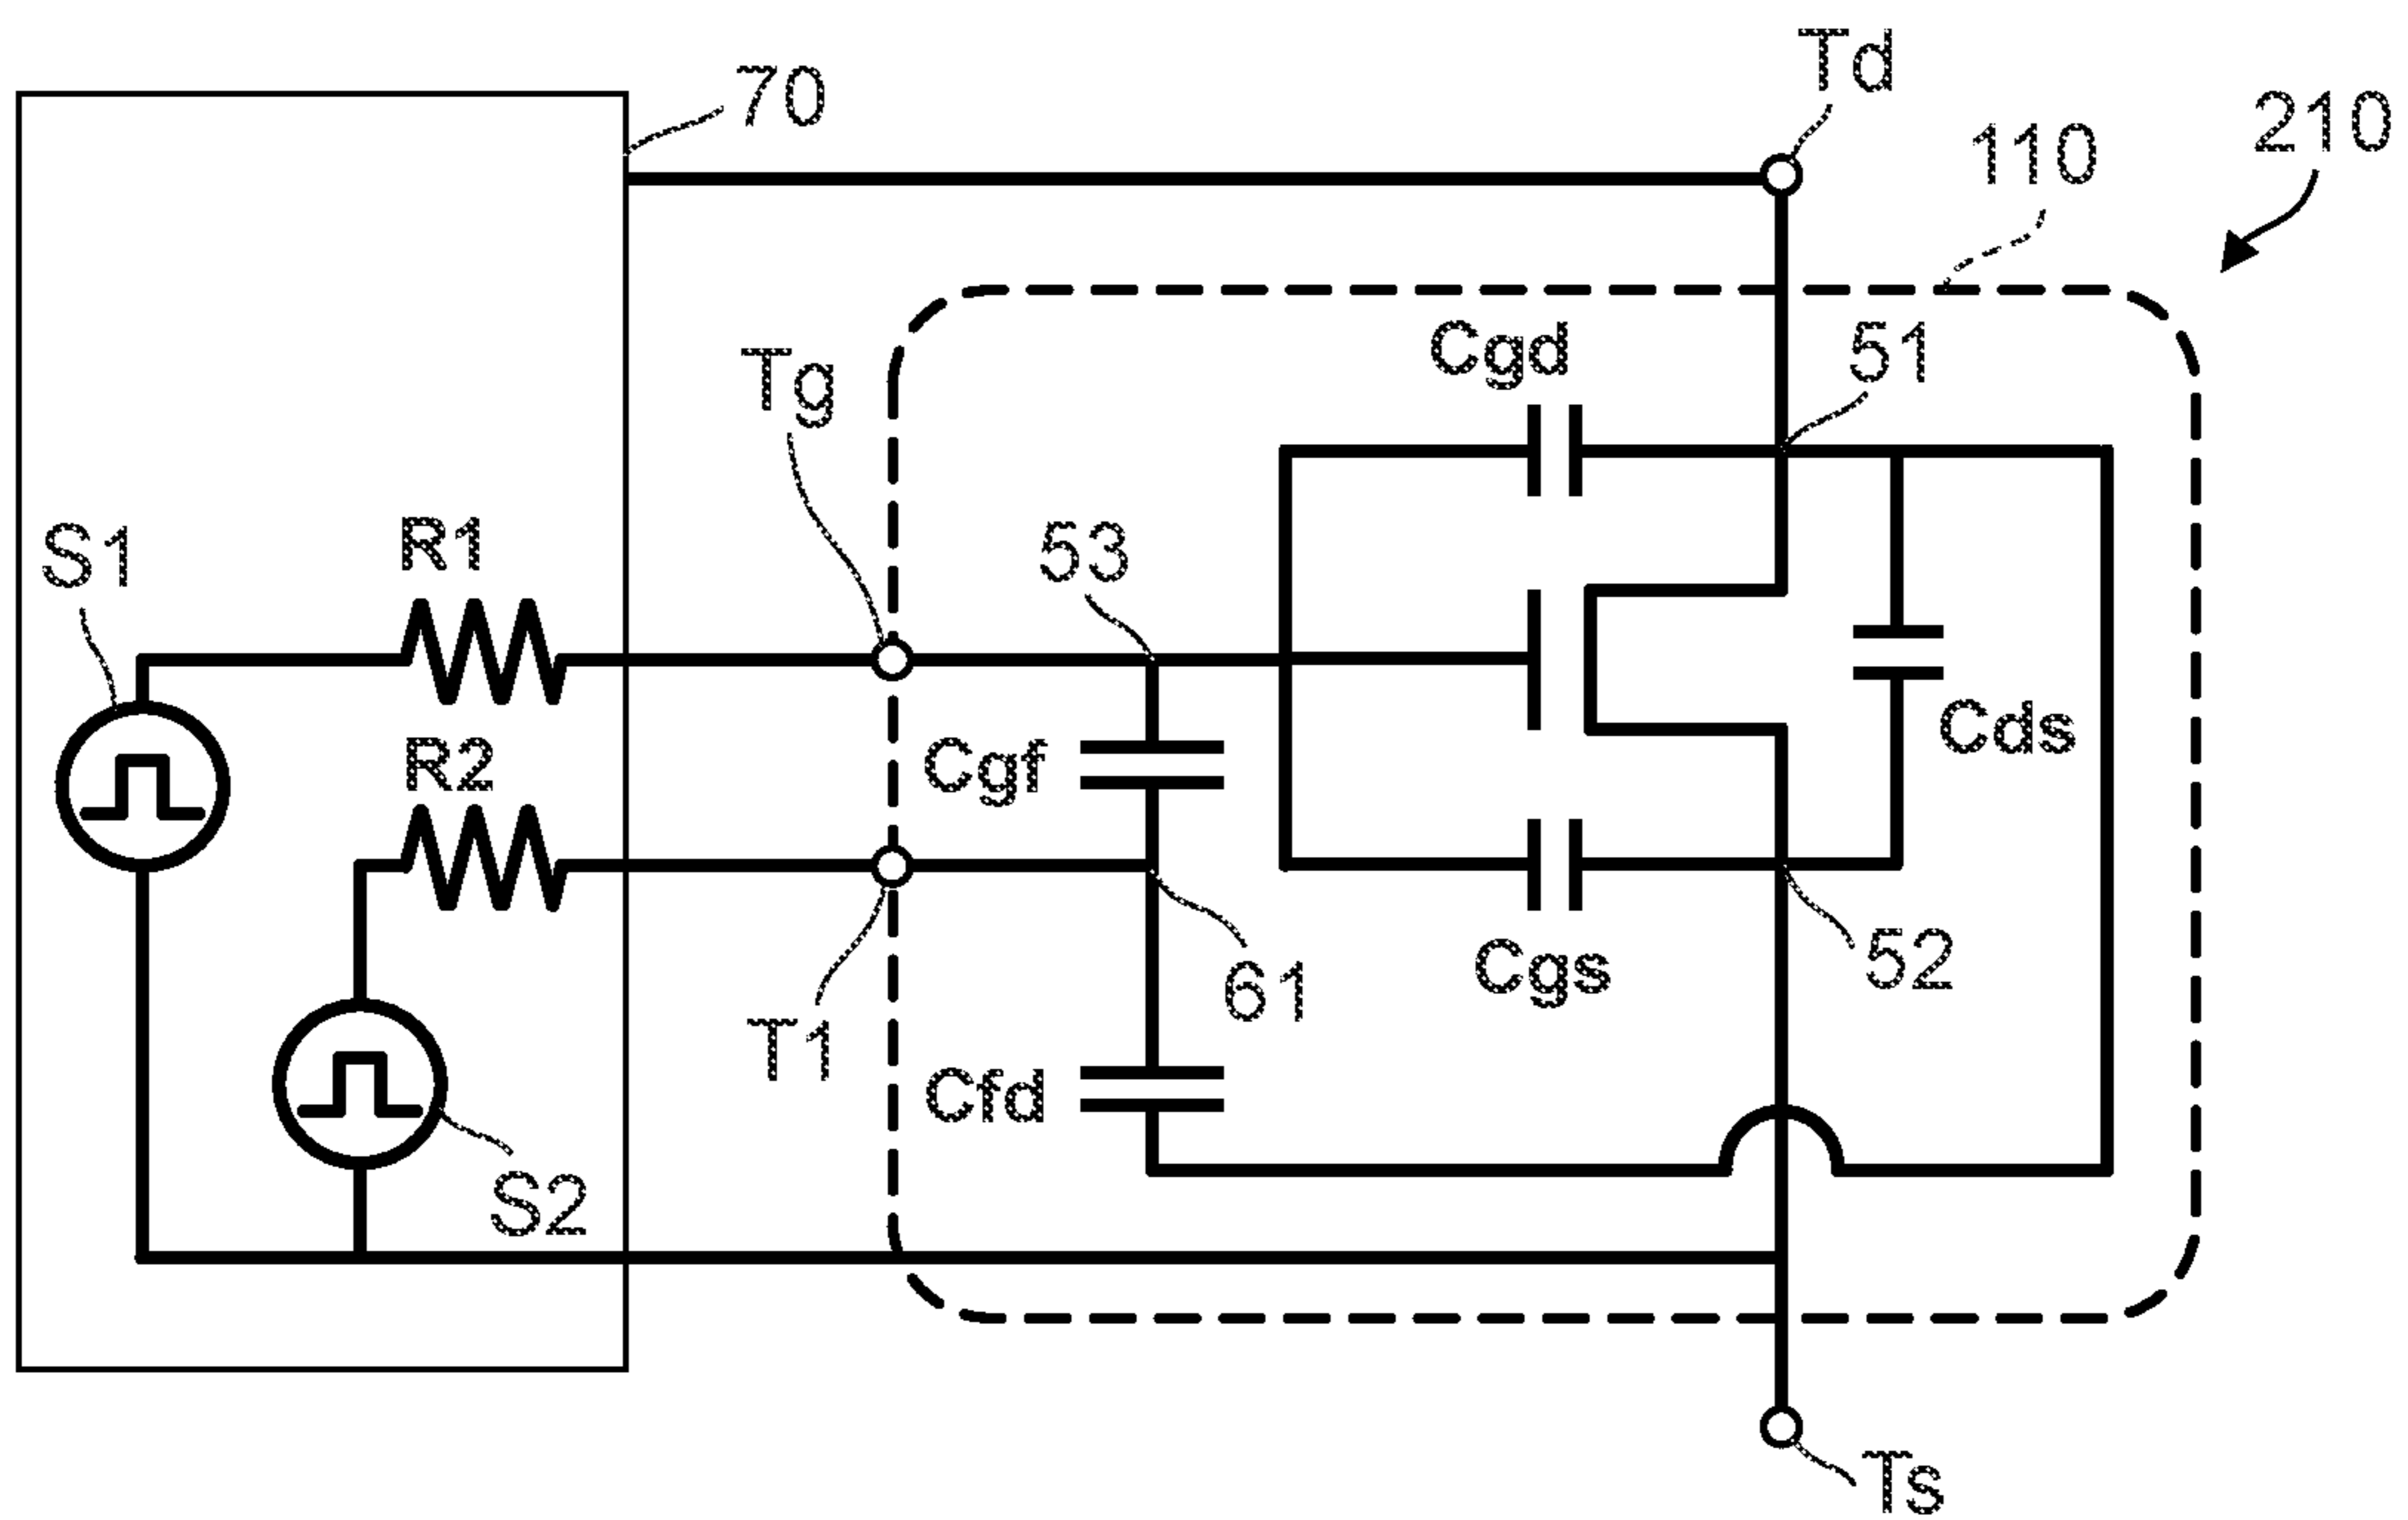 Td
70
210
110
Cgd
51
Tg
53
S1
R1
R2
Cgf
Cds
T1
61
Cgs
52
Cfd
S2
Ts